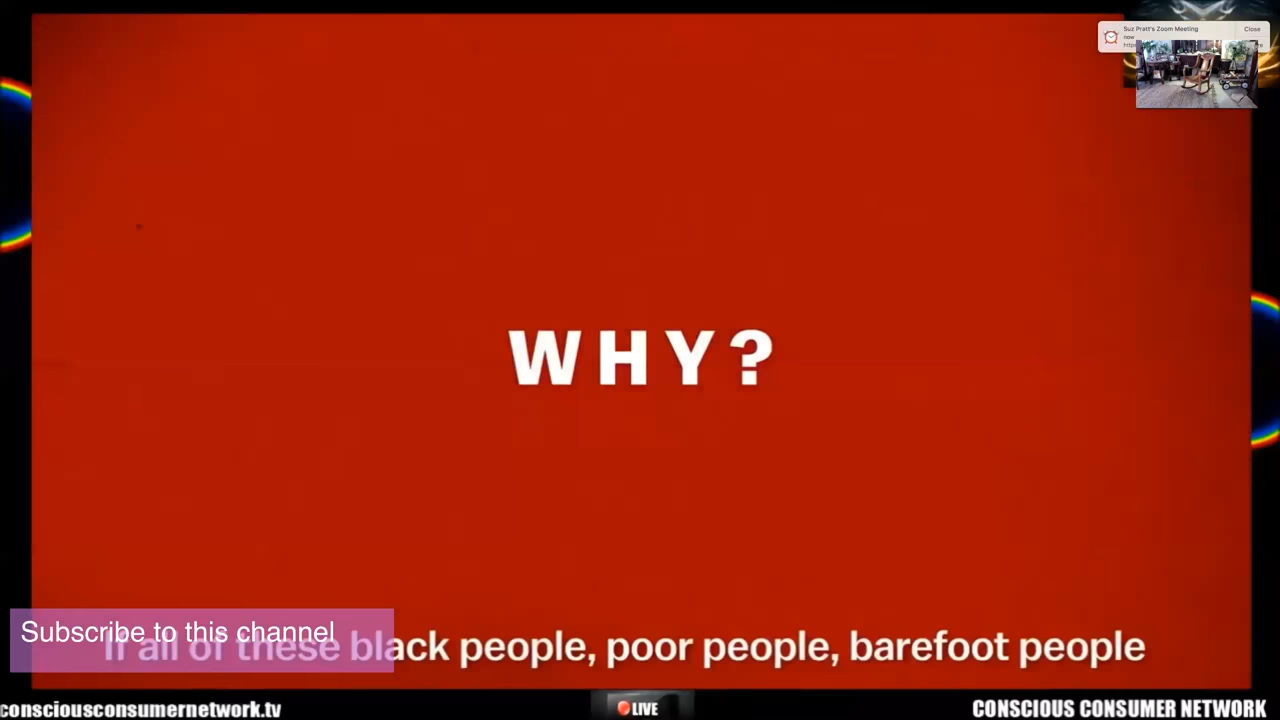 Suz Pratt's Zoom Meeting
Close
now
WHY?
Subscribe to this channel
If all of these black people, poor people, barefoot people
consciousconsumernetwork.tv
LIVE
CONSCIOUS CONSUMER NETWORK